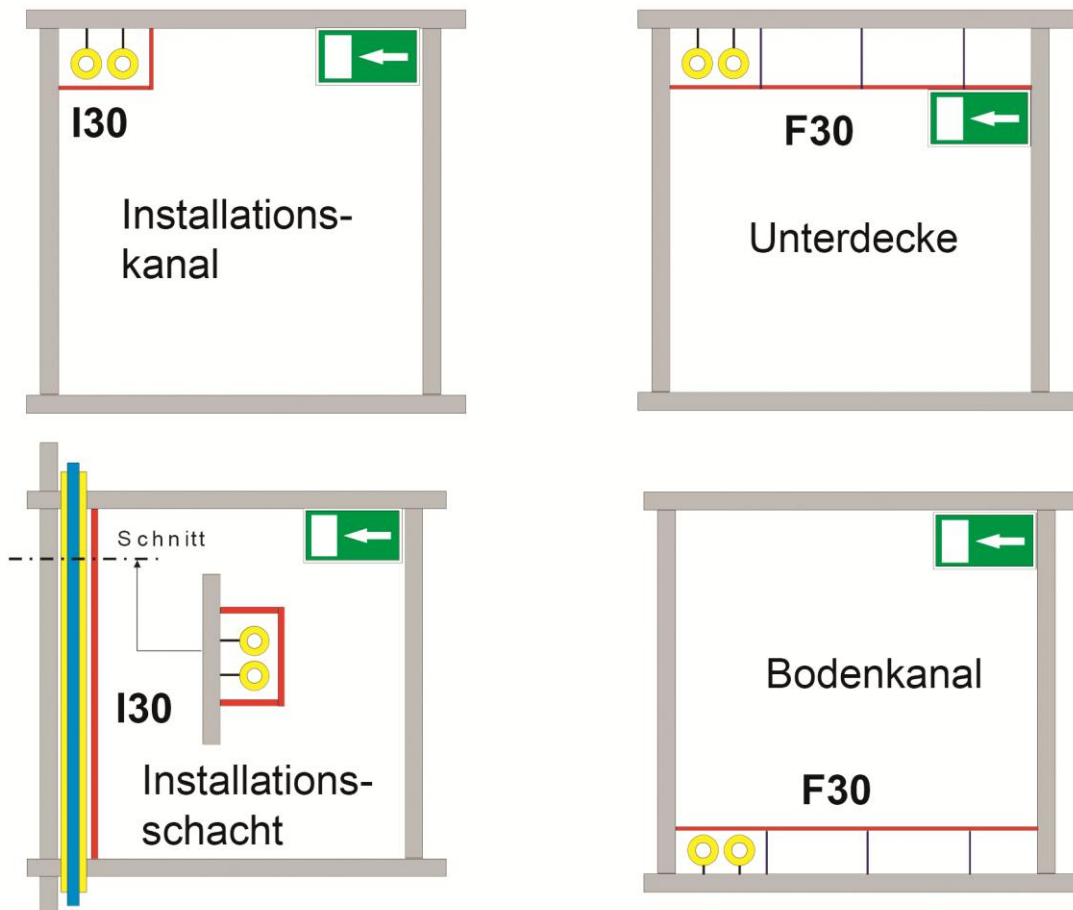 I30
Installations-
kanal
F30
Unterdecke
Schnitt
I30
Installations-
schacht
Bodenkanal
F30